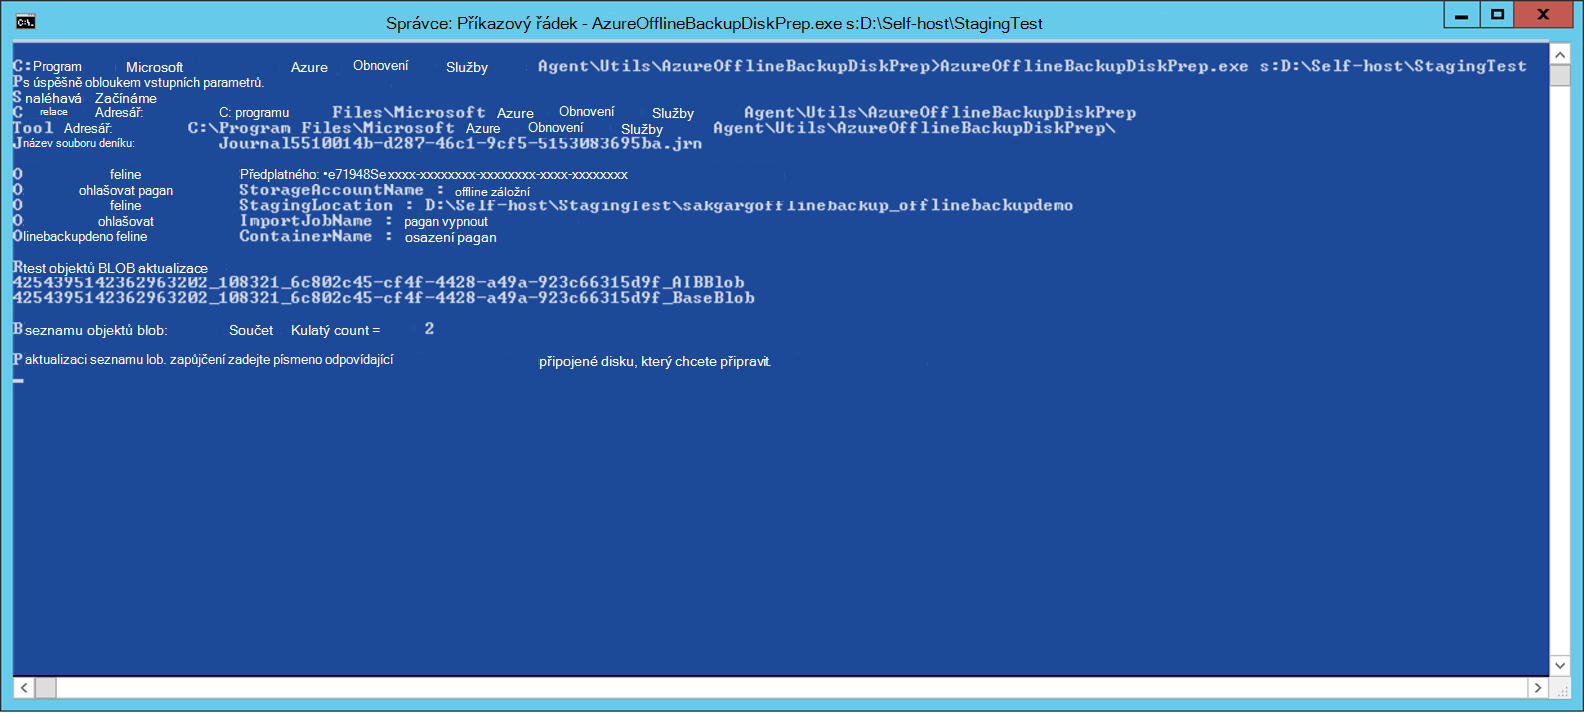 Správce: Příkazový řádek - AzureOfflineBackupDiskPrep.exe s:D:\Self-host\StagingTest
C:Program Microsoft Azure Obnovení Služby Agent\Utils\AzureOfflineBackupDiskPrep>AzureOfflineBackupDiskPrep.exe s:D:\Self-host\StagingTest
Ps úspěšně obloukem vstupních parametrů.
S naléhavá Začínáme
C relace Adresář: C: programu Files\Microsoft Azure Obnovení Služby Agent\Utils\AzureOfflineBackupDiskPrep
Tool Adresář: C:\Program Files\Microsoft Azure Obnovení Služby Agent\Utils\AzureOfflineBackupDiskPrep\
Jnázev souboru deníku: Journal5510014b-d287-46c1-9cf5-5153083695ba.jrn
O feline Předplatného: •e71948Sexxxx-xxxxxxxx-xxxxxxxx-xxxx-xxxxxxxx
O ohlašovat pagan StorageAccountName : offline záložní
O feline StagingLocation : D:\Self-host\StagingTest\sakgargofflinebackup_offlinebackupdemo
O ohlašovat ImportJobName : pagan vypnout
Olinebackupdeno feline ContainerName : osazení pagan
Rtest objektů BLOB aktualizace
4254395142362963202_108321_6c802c45-cf4f-4428-a49a-923c66315d9f_AIBBlob
4254395142362963202_108321_6c802c45-cf4f-4428-a49a-923c66315d9f_BaseBlob
B seznamu objektů blob: Součet Kulatý count = 2
P aktualizaci seznamu lob. zapůjčení zadejte písmeno odpovídající připojené disku, který chcete připravit.